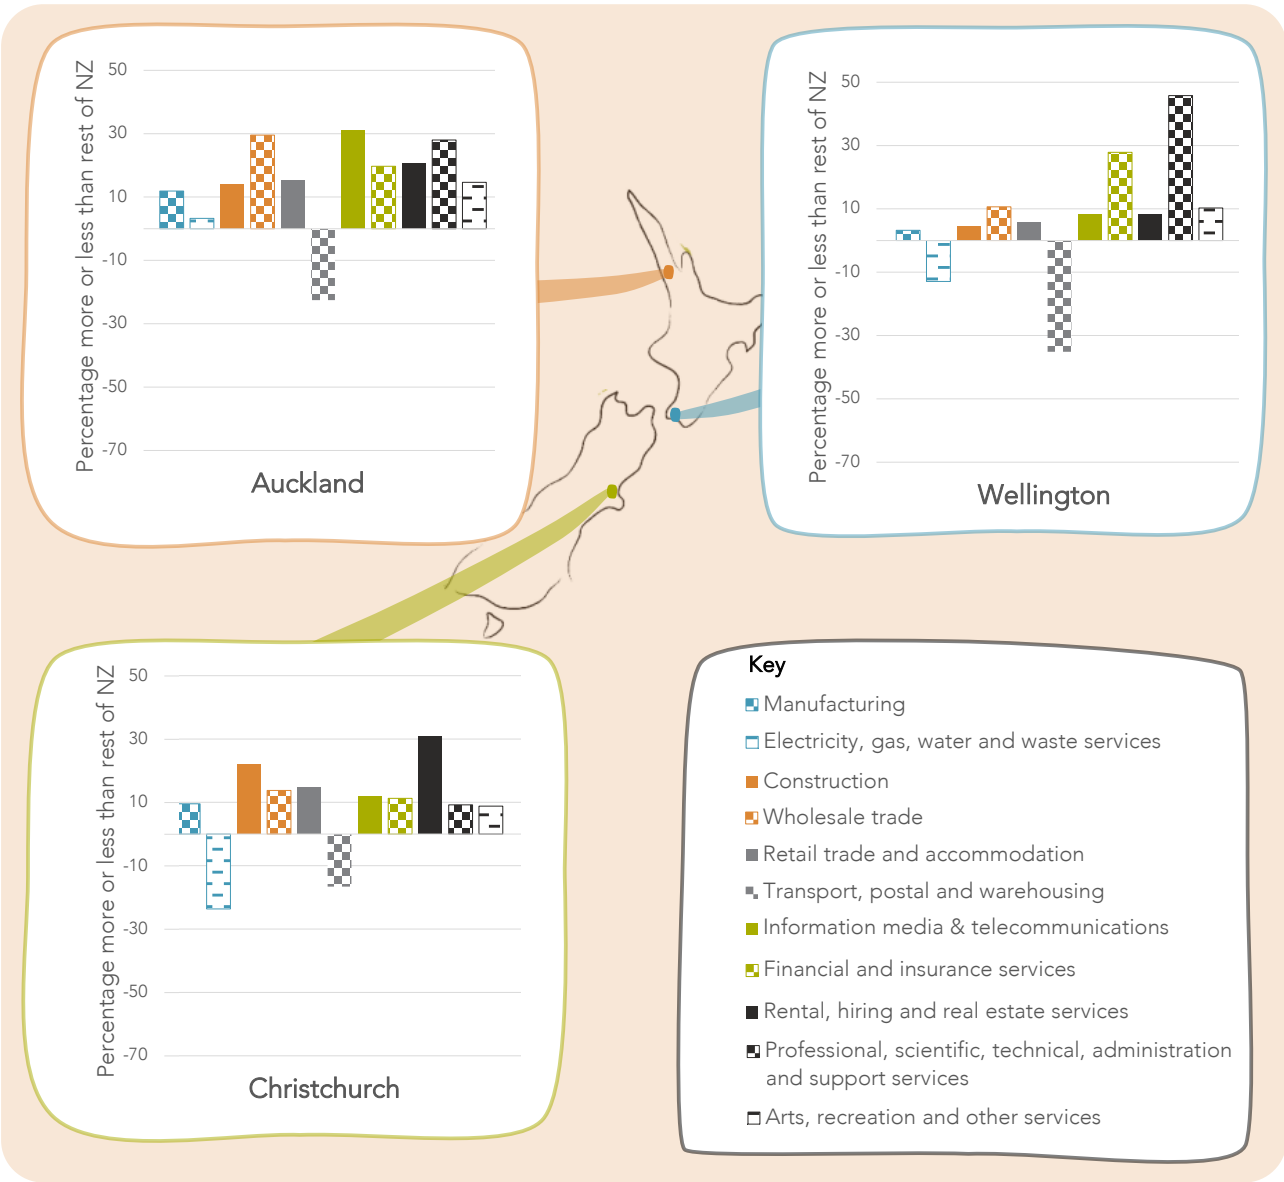 Percentage more or less than rest of NZ
50
30
10
-10
-30
-50
-70
Auckland
Percentage more or less than rest of NZ
50
30
10
-10
-30
-50
-70
Wellington
Percentage more or less than rest of NZ
50
30
10
-10
-30
-50
-70
Christchurch
Key
Manufacturing
Electricity, gas, water and waste services
Construction
Wholesale trade
Retail trade and accommodation
Transport, postal and warehousing
Information media & telecommunications
Financial and insurance services
Rental, hiring and real estate services
Professional, scientific, technical, administration
and support services
Arts, recreation and other services